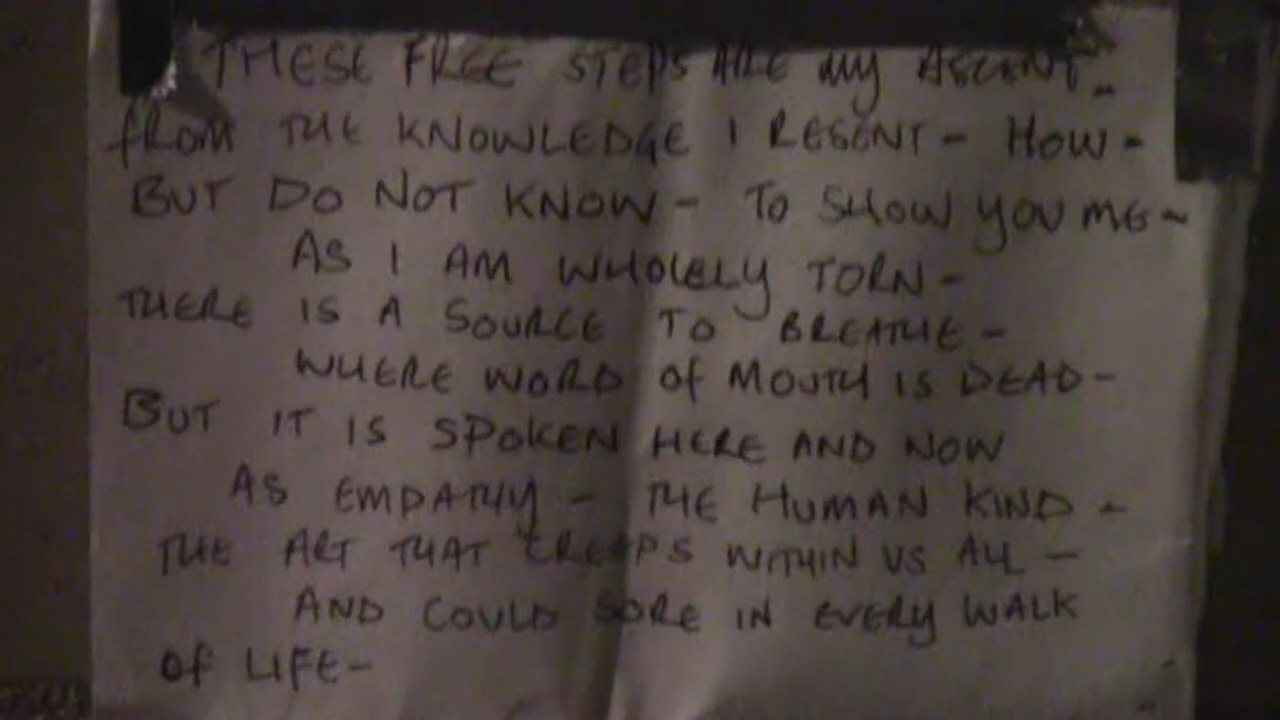 THESE FREE STEPS ARE my ASCENT -
from THE KNOWLEDGE I RESENT - HOW -
BUT DO NOT KNOW - TO SHOW YOU ME -
AS I AM WHOLELY TORN -
THERE IS A SOURCE TO BREATHE -
WHERE WORD of MOUTH IS DEAD -
BUT IT IS SPOKEN HERE AND NOW
AS EMPATHY - THE HUMAN KIND -
THE ART THAT CREEPS WITHIN US ALL -
AND COULD SORE IN EVERY WALK
of LIFE -